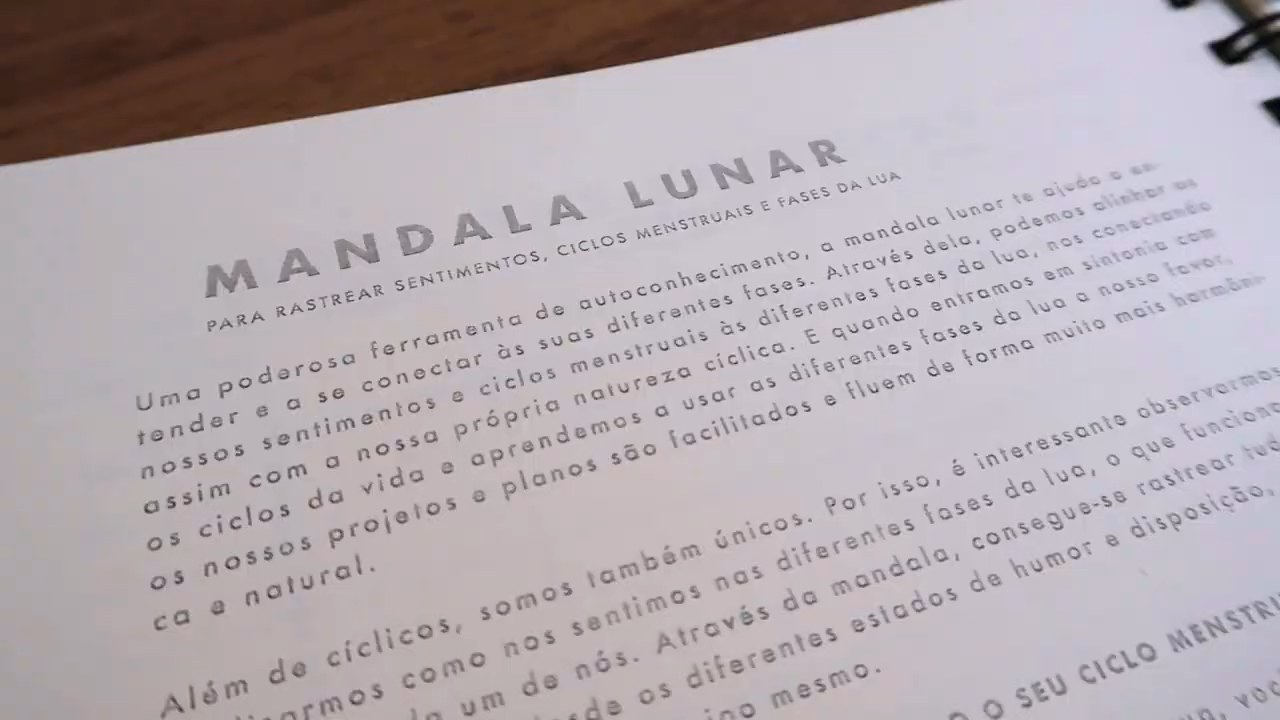 MANDALA LUNAR
PARA RASTREAR SENTIMENTOS, CICLOS MENSTRUAIS E FASES DA LUA
Uma poderosa ferramenta de autoconhecimento, a mandala lunar te ajuda a en-
tender e a se conectar às suas diferentes fases. Através dela, podemos alinhar os
nossos sentimentos e ciclos menstruais às diferentes fases da lua, nos conectando
assim com a nossa própria natureza cíclica. E quando entramos em sintonia com
os ciclos da vida e aprendemos a usar as diferentes fases da lua a nosso favor,
os nossos projetos e planos são facilitados e fluem de forma muito mais harmôni-
ca e natural.
Além de cíclicos, somos também únicos. Por isso, é interessante observarmos
como nos sentimos nas diferentes fases da lua, o que funciona
um de nós. Através da mandala, consegue-se rastrear tud
os diferentes estados de humor e disposição,
mesmo.
O SEU CICLO MENSTR